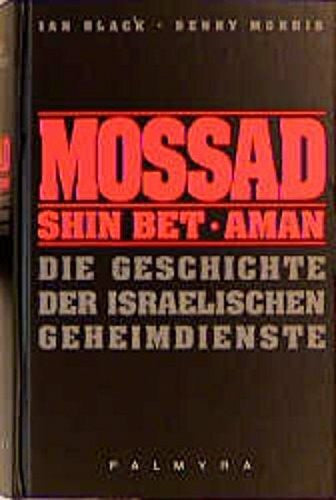 IAN BLACK · BENNY MORRIS
MOSSAD
SHIN BET · AMAN
DIE GESCHICHTE
DER ISRAELISCHEN
GEHEIMDIENSTE
PALMYRA